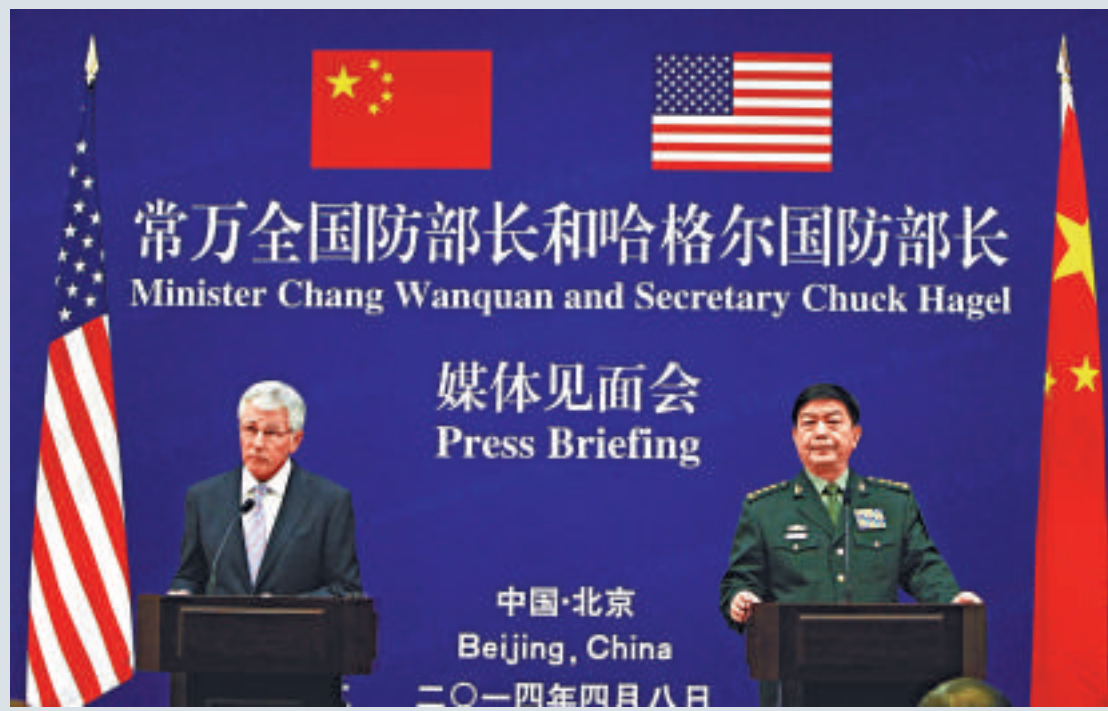 常万全国防部长和哈格尔国防部长
Minister Chang Wanquan and Secretary Chuck Hagel
媒体见面会
Press Briefing
中国·北京
Beijing, China
二〇一四年四月八日